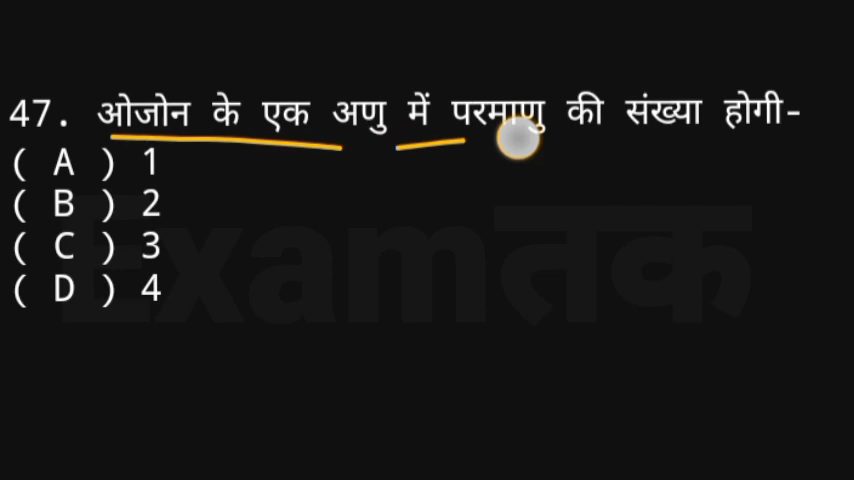 47. ओजोन के एक अणु में परमाणु की संख्या होगी-
( A ) 1
( B ) 2
( C ) 3
( D ) 4
Examतक